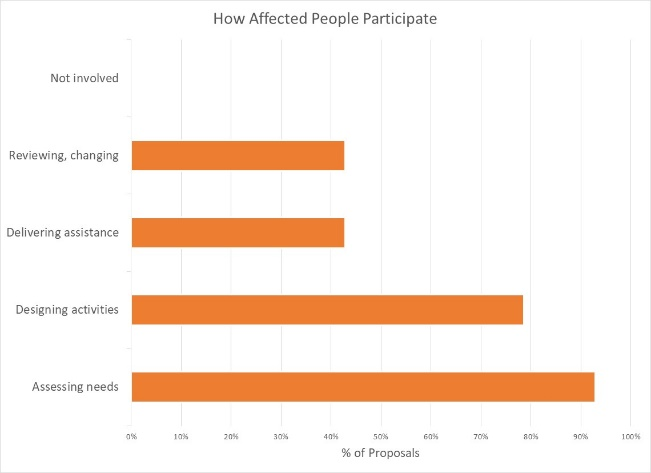 How Affected People Participate
Not involved
Reviewing, changing
Delivering assistance
Designing activities
Assessing needs
0% 10% 20% 30% 40% 50% 60% 70% 80% 90% 100%
% of Proposals